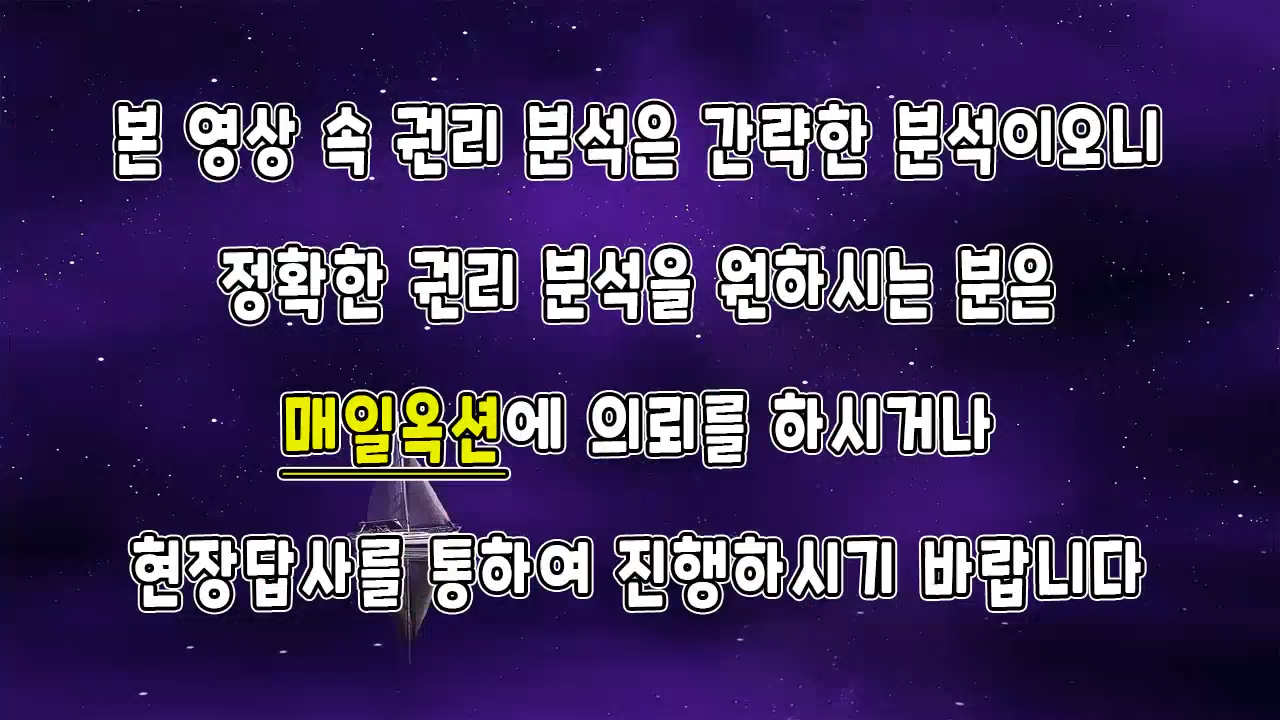 본 영상 속 권리 분석은 간략한 분석이오니
정확한 권리 분석을 원하시는 분은
매일옥션에 의뢰를 하시거나
현장답사를 통하여 진행하시기 바랍니다